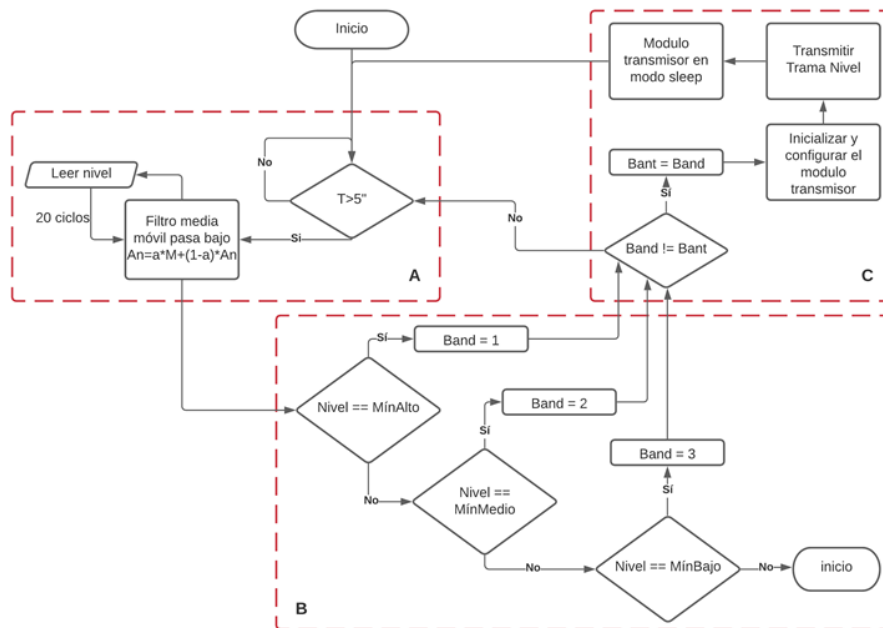 Inicio
Modulo
transmisor en
modo sleep
Transmitir
Trama Nivel
Inicializar y
configurar el
modulo
transmisor
Bant = Band
Sí
Band != Bant
No
C
No
T>5"
Si
Leer nivel
20 ciclos
Filtro media
móvil pasa bajo
An=a*M+(1-a)*An
A
Nivel == MínAlto
Sí
Band = 1
No
Nivel ==
MínMedio
Sí
Band = 2
No
Nivel == MínBajo
Sí
Band = 3
No
inicio
B